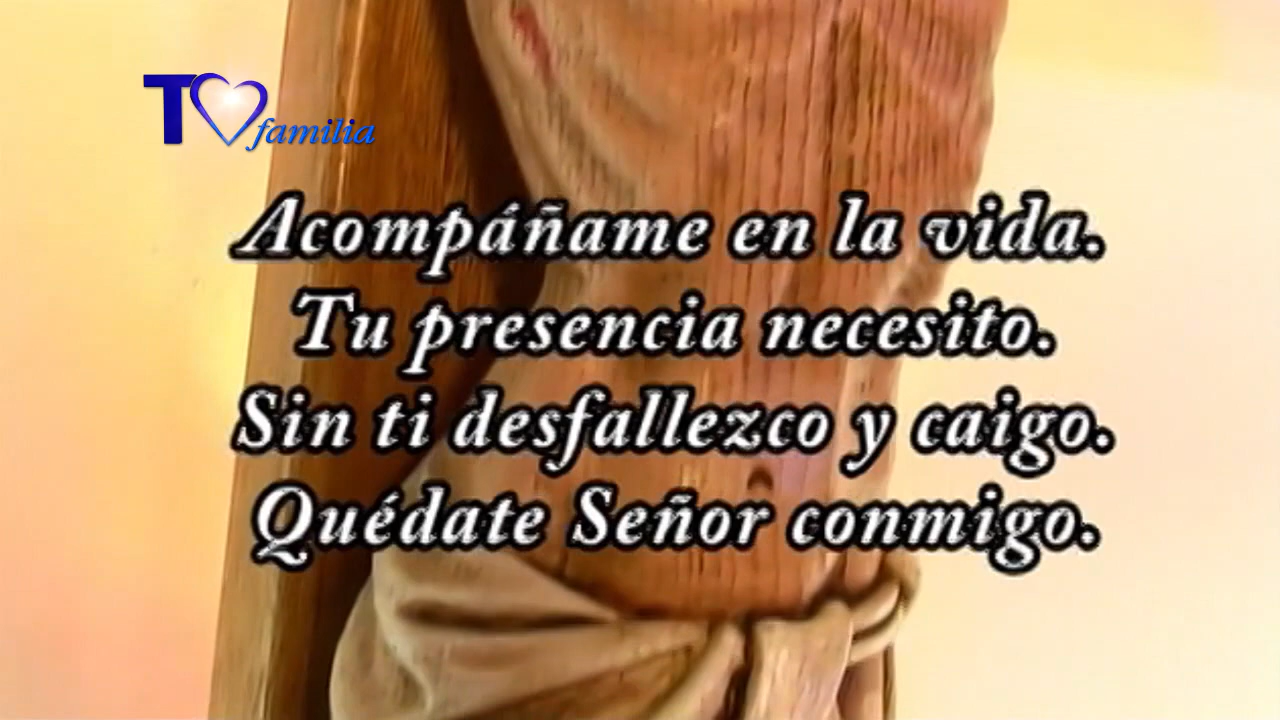 T familia
Acompáñame en la vida.
Tu presencia necesito.
Sin ti desfallezco y caigo.
Quédate Señor conmigo.